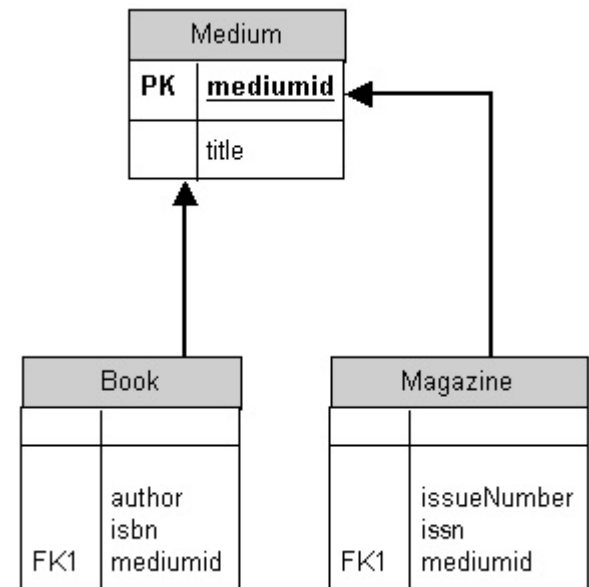 Medium
PK mediumid
title
Book
author
isbn
FK1 mediumid
Magazine
issueNumber
issn
FK1 mediumid